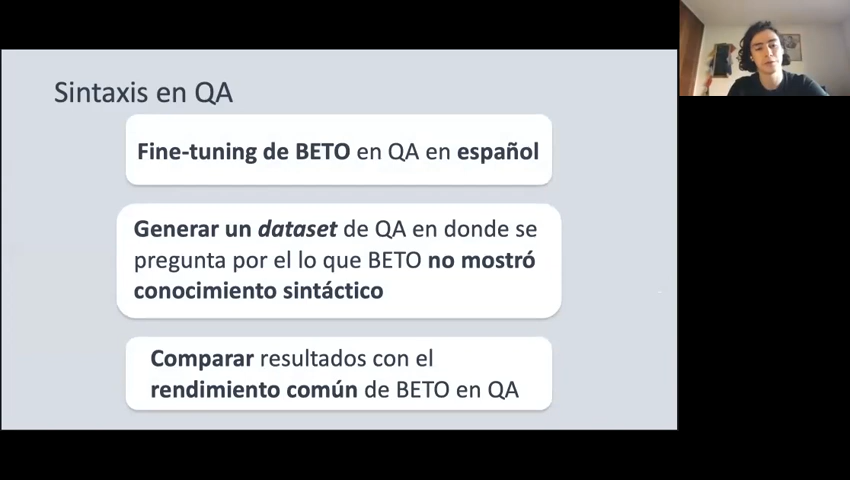 Sintaxis en QA
Fine-tuning de BETO en QA en español
Generar un dataset de QA en donde se
pregunta por el lo que BETO no mostró
conocimiento sintáctico
Comparar resultados con el
rendimiento común de BETO en QA